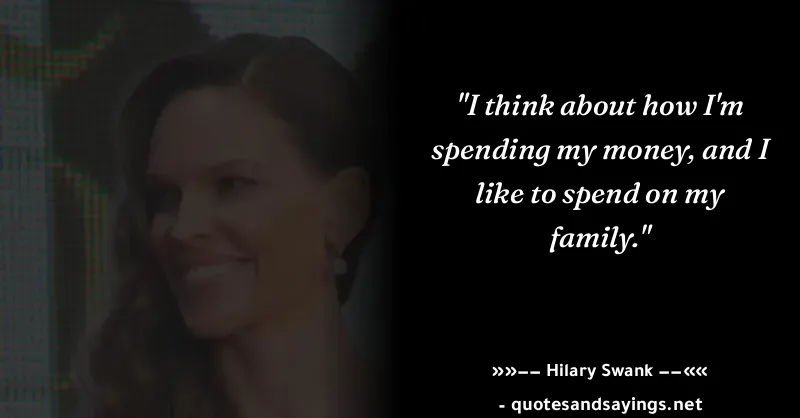 "I think about how I'm
spending my money, and I
like to spend on my
family."
»»−− Hilary Swank −−««
- quotesandsayings.net